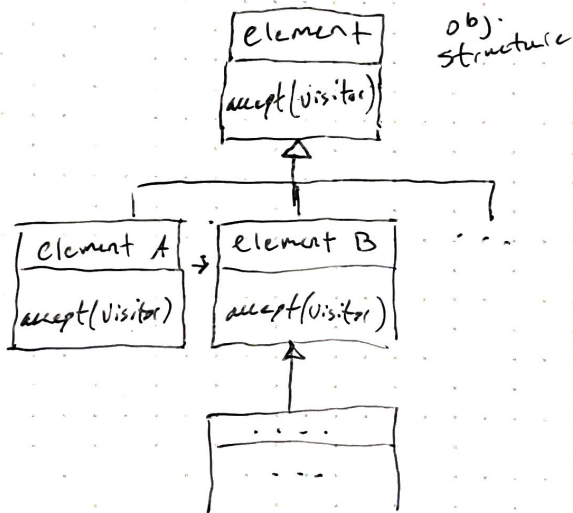 element
obj.
structure
accept(visitor)
element A
element B
....
accept(visitor)
accept(visitor)
....
...